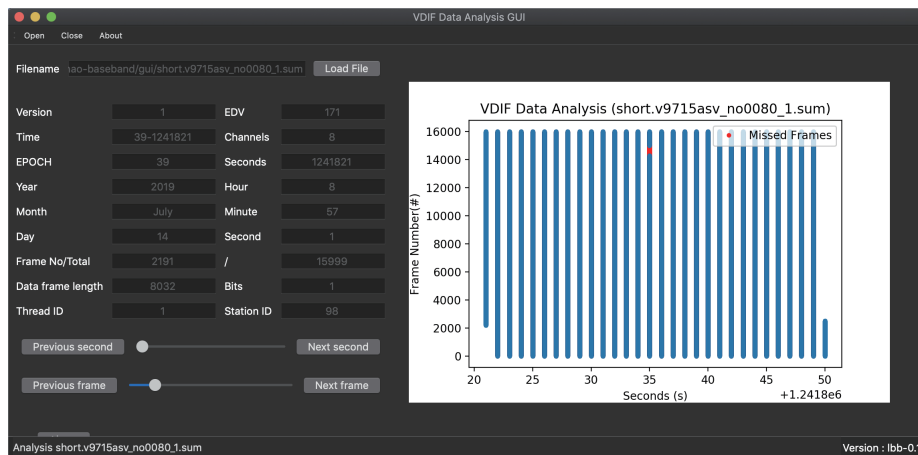 VDIF Data Analysis GUI
Open Close About
Filename nao-baseband/gui/short.v9715asv_no0080_1.sum Load File
Version 1 EDV 171
Time 39-1241821 Channels 8
EPOCH 39 Seconds 1241821
Year 2019 Hour 8
Month July Minute 57
Day 14 Second 1
Frame No/Total 2191 / 15999
Data frame length 8032 Bits 1
Thread ID 1 Station ID 98
Previous second Next second
Previous frame Next frame
VDIF Data Analysis (short.v9715asv_no0080_1.sum)
Missed Frames
Frame Number(#)
16000
14000
12000
10000
8000
6000
4000
2000
0
20 25 30 35 40 45 50
Seconds (s) +1.2418e6
Analysis short.v9715asv_no0080_1.sum Version : lbb-0.1